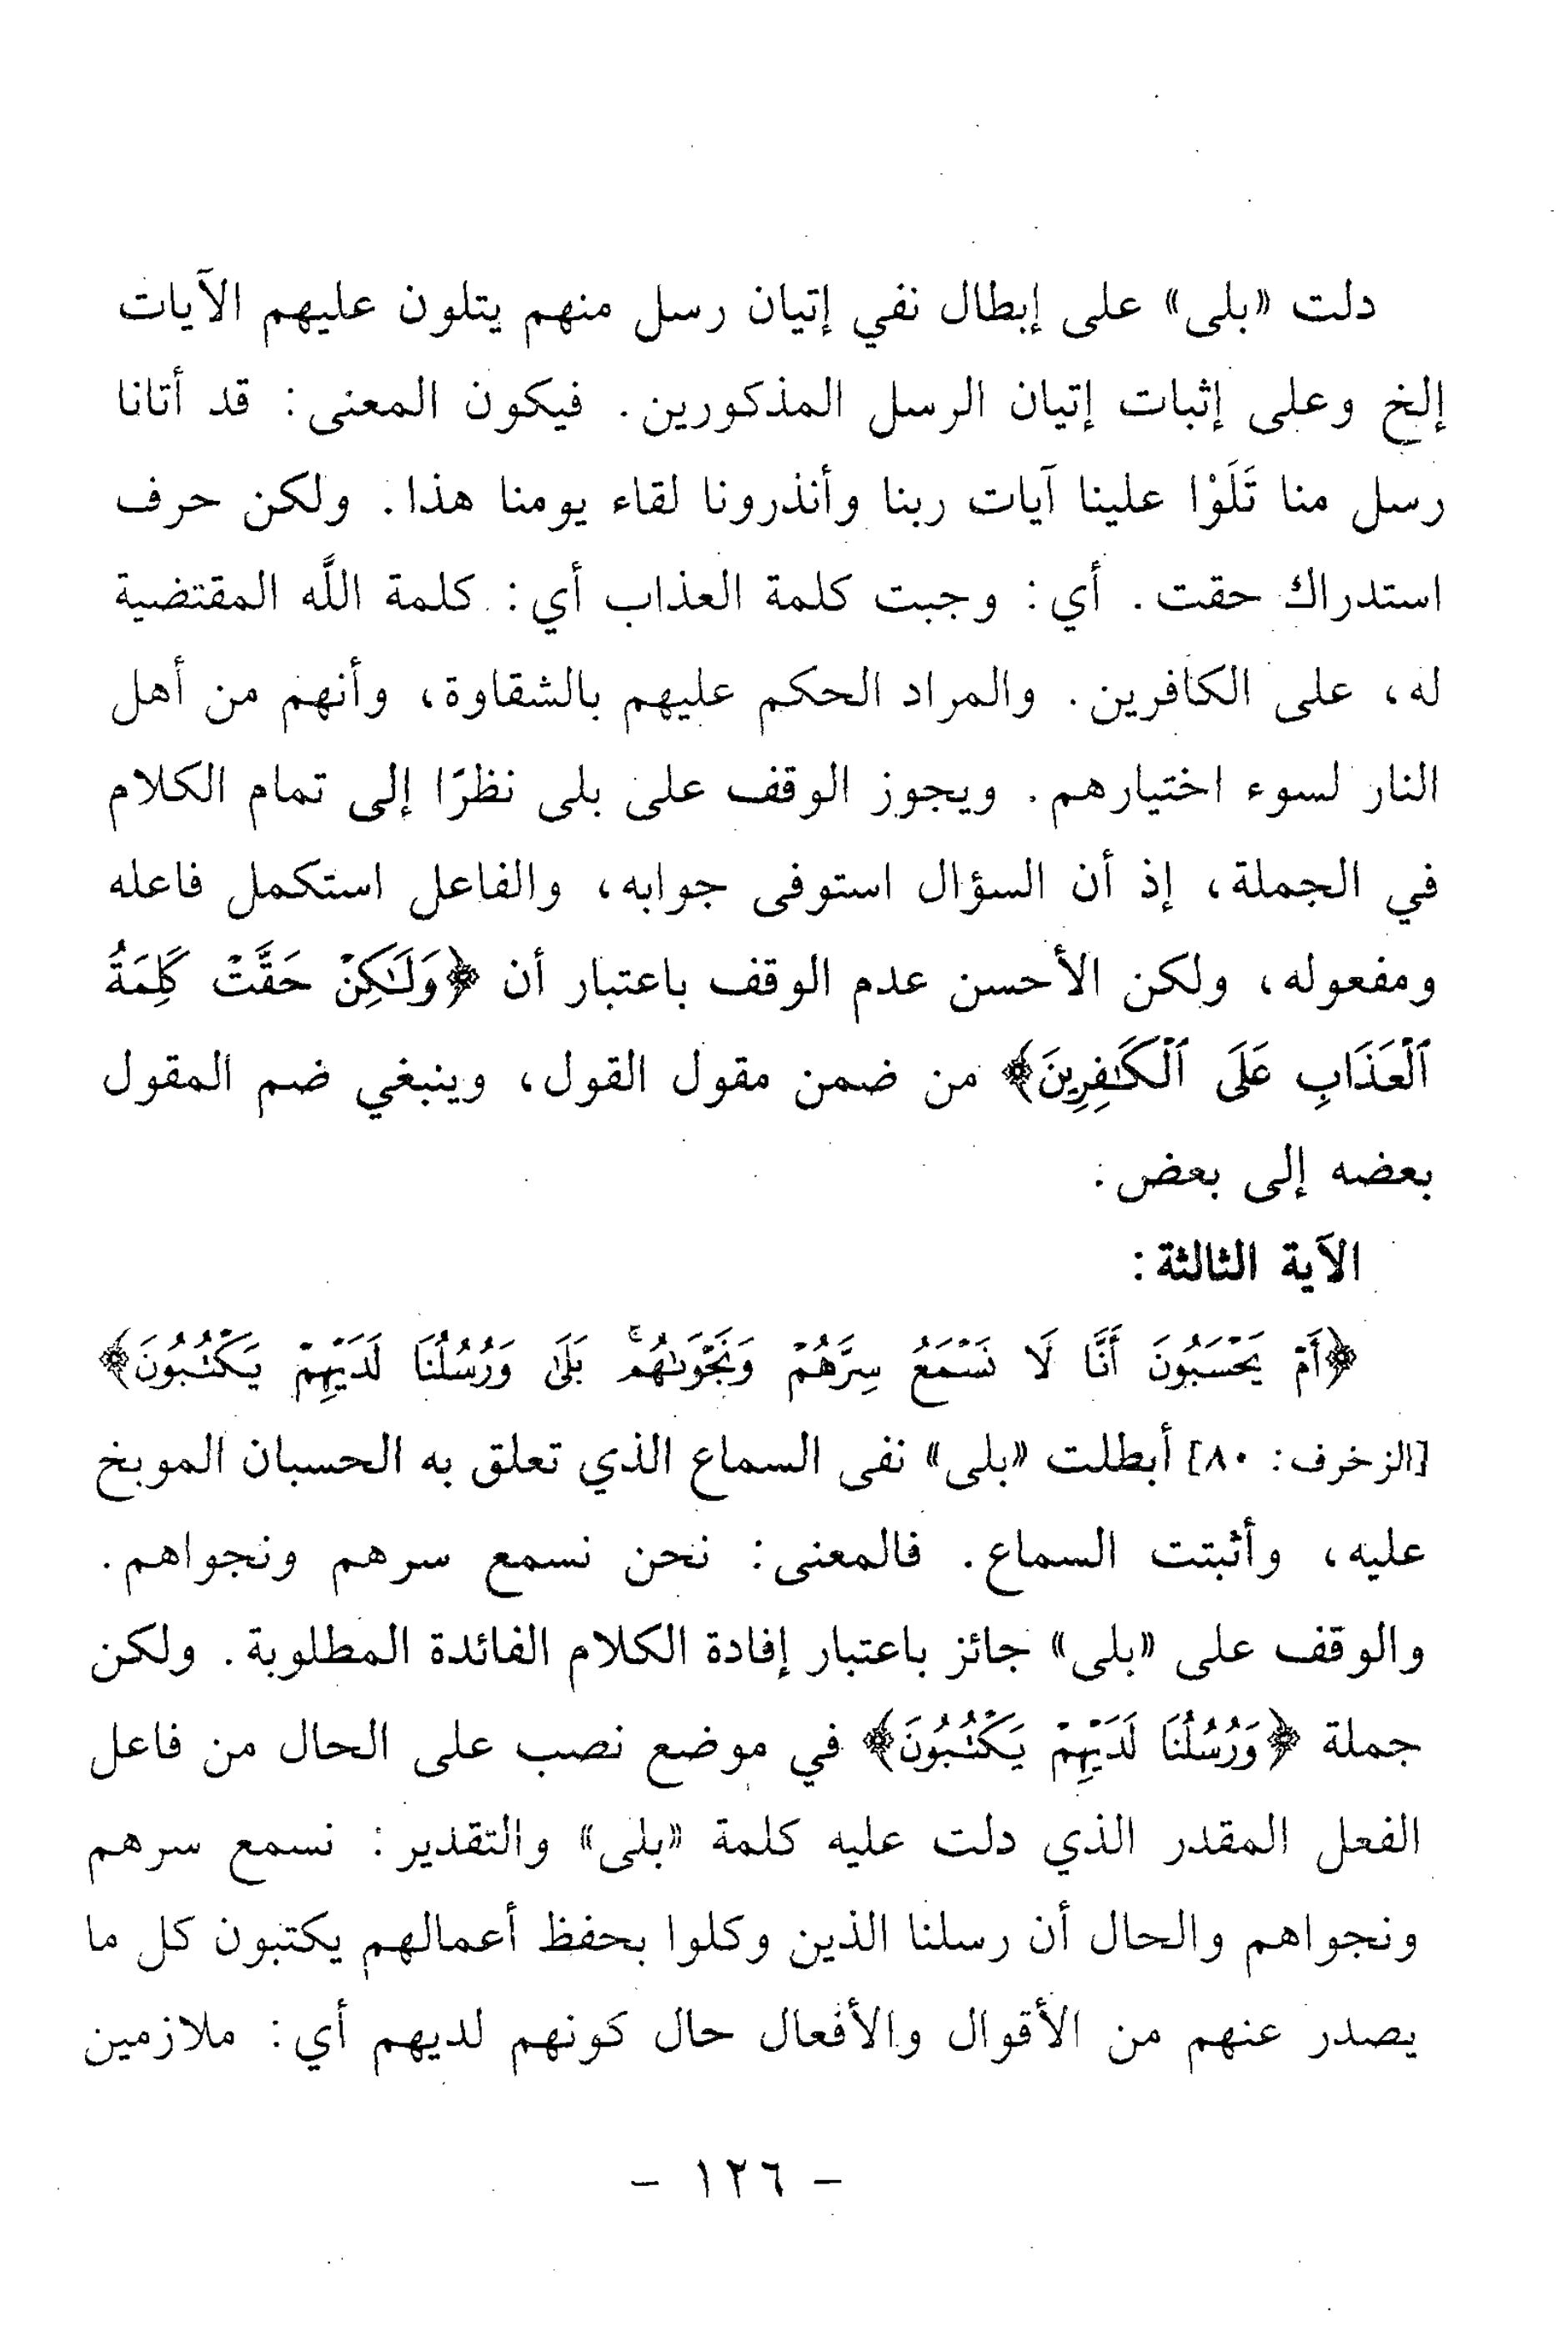 دلت «بلى» على إبطال نفي إتيان رسل منهم يتلون عليهم الآيات
إلخ وعلى إثبات إتيان الرسل المذكورين. فيكون المعنى: قد أتانا
رسل منا تَلَوْا علينا آيات ربنا وأنذرونا لقاء يومنا هذا. ولكن حرف
استدراك حقت. أي: وجبت كلمة العذاب أي: كلمة اللَّه المقتضية
له، على الكافرين. والمراد الحكم عليهم بالشقاوة، وأنهم من أهل
النار لسوء اختيارهم. ويجوز الوقف على بلى نظرًا إلى تمام الكلام
في الجملة، إذ أن السؤال استوفى جوابه، والفاعل استكمل فاعله
ومفعوله، ولكن الأحسن عدم الوقف باعتبار أن ﴿وَلَٰكِنْ حَقَّتْ كَلِمَةُ
ٱلْعَذَابِ عَلَى ٱلْكَٰفِرِينَ﴾ من ضمن مقول القول، وينبغي ضم المقول
بعضه إلى بعض.
الآية الثالثة:
﴿أَمْ يَحْسَبُونَ أَنَّا لَا نَسْمَعُ سِرَّهُمْ وَنَجْوَىٰهُمۚ بَلَىٰ وَرُسُلُنَا لَدَيْهِمْ يَكْتُبُونَ﴾
[الزخرف: ٨٠] أبطلت «بلى» نفى السماع الذي تعلق به الحسبان الموبخ
عليه، وأثبتت السماع. فالمعنى: نحن نسمع سرهم ونجواهم.
والوقف على «بلى» جائز باعتبار إفادة الكلام الفائدة المطلوبة. ولكن
جملة ﴿وَرُسُلُنَا لَدَيْهِمْ يَكْتُبُونَ﴾ في موضع نصب على الحال من فاعل
الفعل المقدر الذي دلت عليه كلمة «بلى» والتقدير: نسمع سرهم
ونجواهم والحال أن رسلنا الذين وكلوا بحفظ أعمالهم يكتبون كل ما
يصدر عنهم من الأقوال والأفعال حال كونهم لديهم أي: ملازمين
- ١٢٦ -